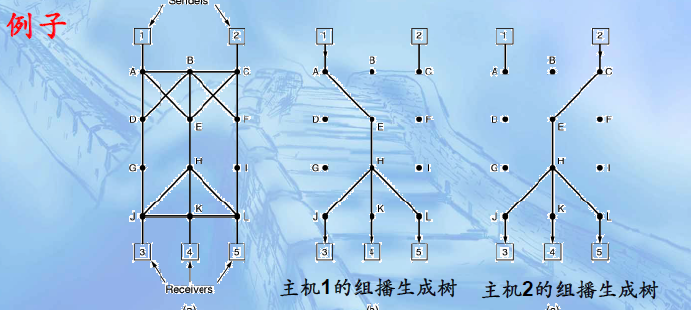 Senders
例子
1 2 1 2 1 2
B B B
A C A C A C
D E F D E F D E F
G H I G H I G H I
J K L J K L J K L
3 4 5 3 4 5 3 4 5
Receivers
主机1的组播生成树 主机2的组播生成树
(a) (b) (c)